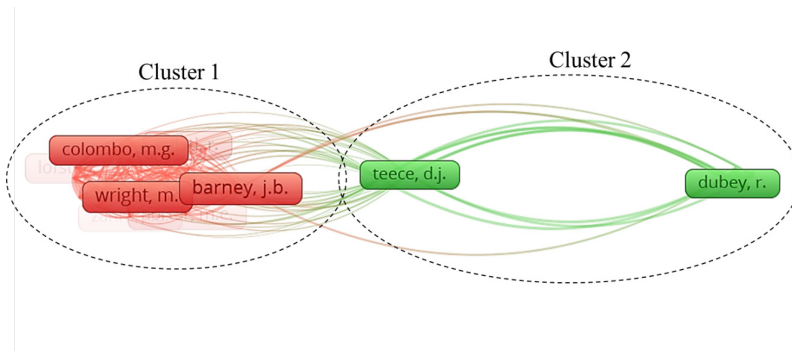 Cluster 1
Cluster 2
colombo, m.g.
teece, d.j.
dubey, r.
wright, m.
barney, j.b.